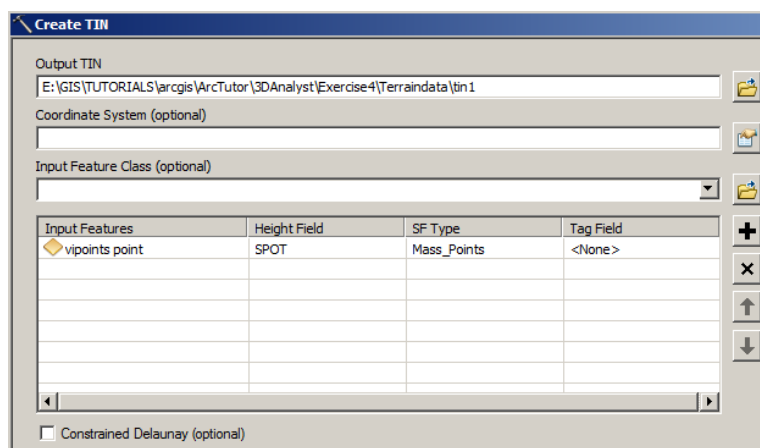 Create TIN
Output TIN
E:\GIS\TUTORIALS\arcgis\ArcTutor\3DAnalyst\Exercise4\Terraindata\tin1
Coordinate System (optional)
Input Feature Class (optional)
Input Features Height Field SF Type Tag Field
vipoints point SPOT Mass_Points <None>
Constrained Delaunay (optional)